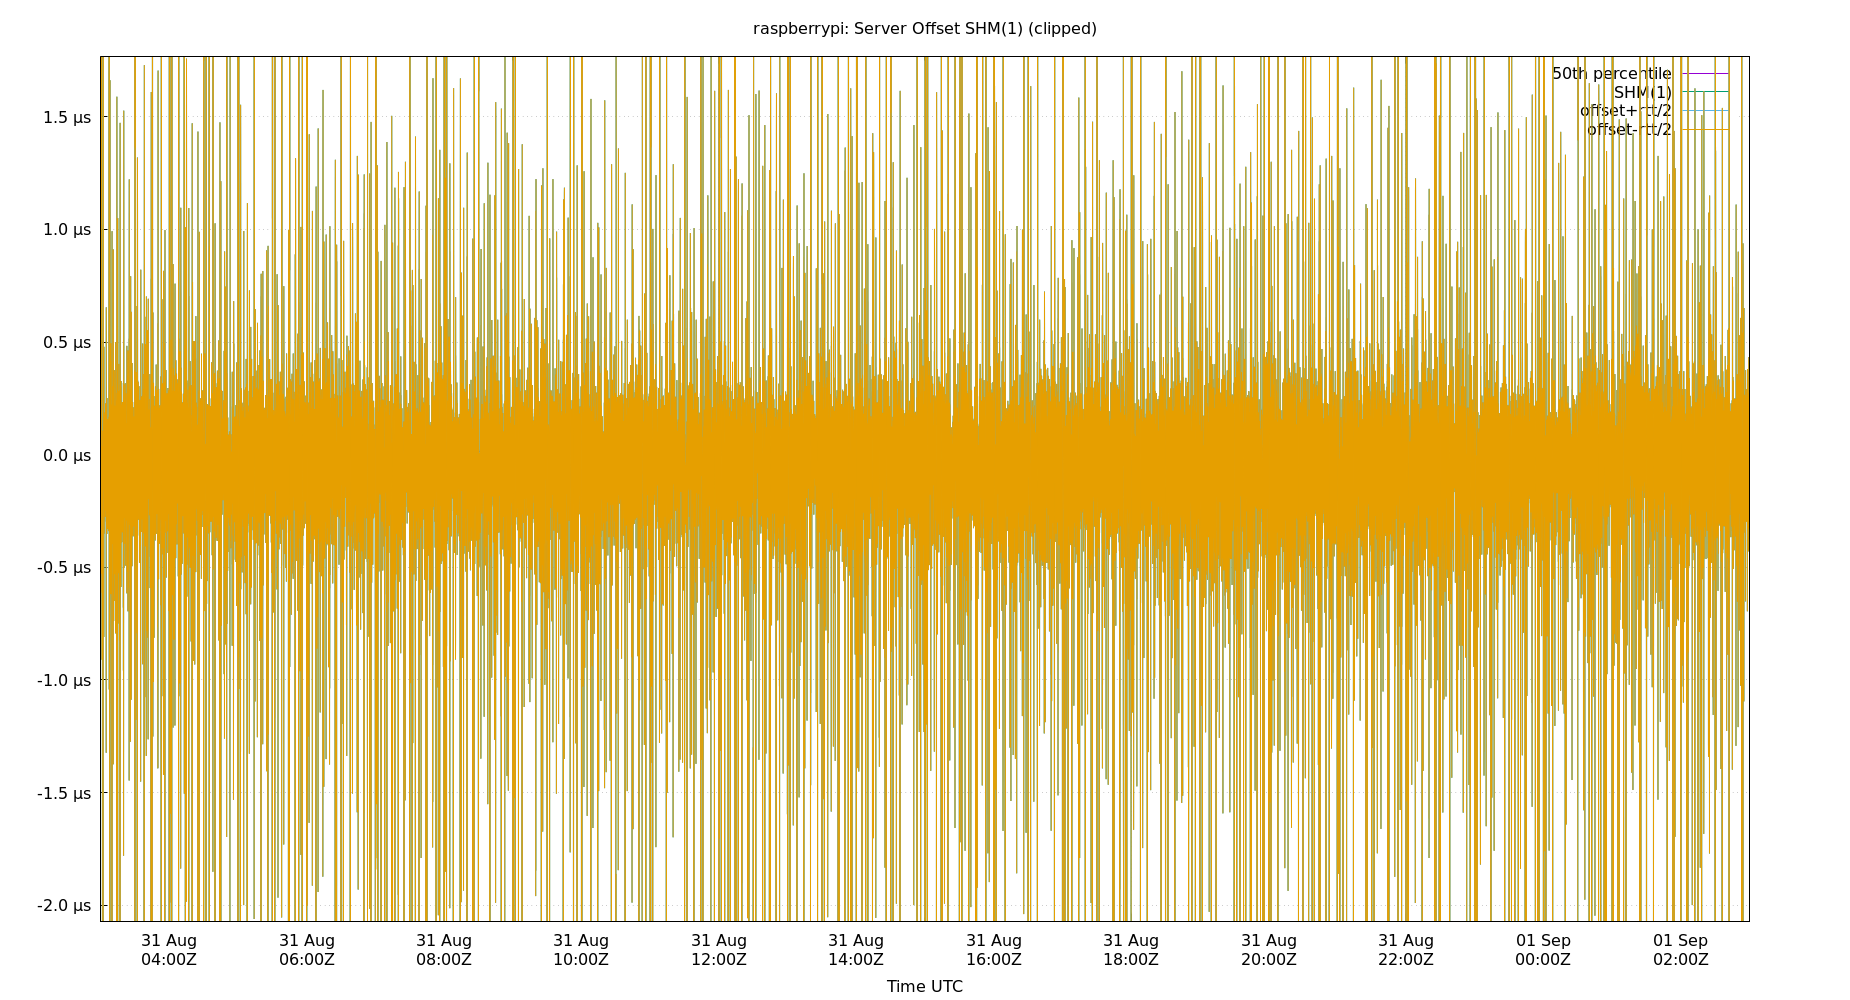 raspberrypi: Server Offset SHM(1) (clipped)
50th percentile
SHM(1)
offset+rtt/2
offset-rtt/2
1.5 µs
1.0 µs
0.5 µs
0.0 µs
-0.5 µs
-1.0 µs
-1.5 µs
-2.0 µs
31 Aug 31 Aug 31 Aug 31 Aug 31 Aug 31 Aug 31 Aug 31 Aug 31 Aug 31 Aug 01 Sep 01 Sep
04:00Z 06:00Z 08:00Z 10:00Z 12:00Z 14:00Z 16:00Z 18:00Z 20:00Z 22:00Z 00:00Z 02:00Z
Time UTC